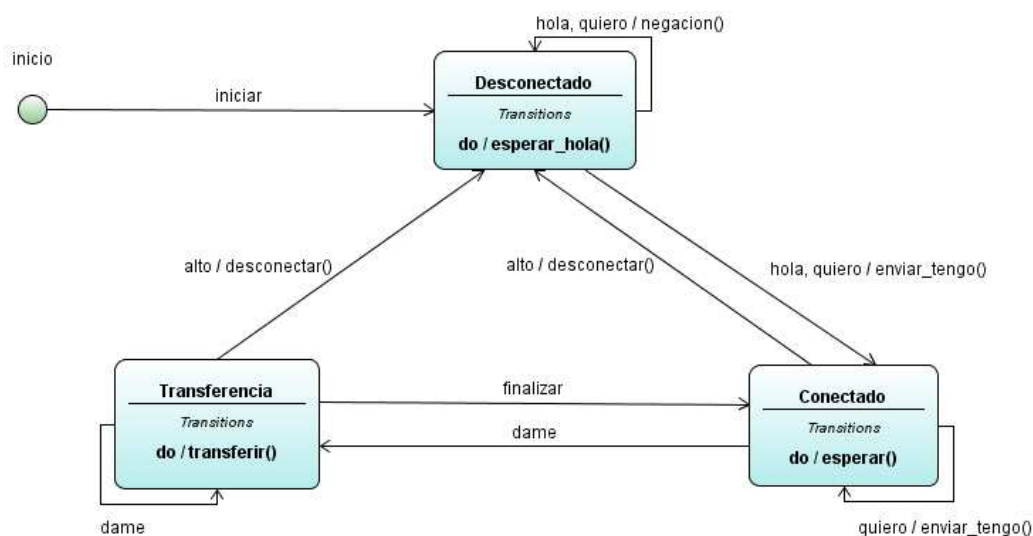 hola, quiero / negacion()
inicio
iniciar
Desconectado
Transitions
do / esperar_hola()
alto / desconectar()
alto / desconectar()
hola, quiero / enviar_tengo()
Transferencia
Transitions
do / transferir()
finalizar
dame
Conectado
Transitions
do / esperar()
dame
quiero / enviar_tengo()